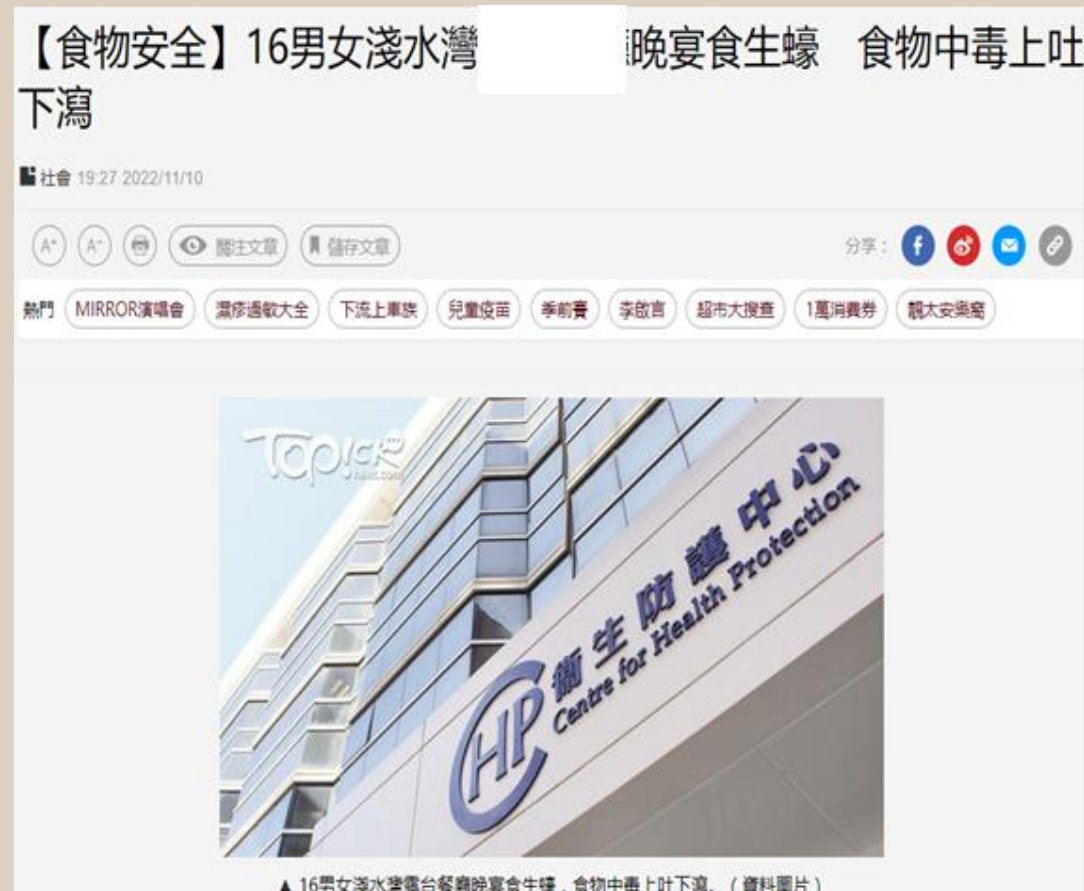 【食物安全】16男女淺水灣 晚宴食生蠔 食物中毒上吐
下瀉
社會 19:27 2022/11/10
A+ A- 關注文章 儲存文章 分享：
熱門 MIRROR演唱會 濕疹過敏大全 下流上車族 兒童疫苗 季前賽 李啟言 超市大搜查 1萬消費券 靚太安樂窩
TOPick
hket.com
衞生防護中心
Centre for Health Protection
CHP
▲ 16男女淺水灣露台餐廳晚宴食生蠔，食物中毒上吐下瀉。（資料圖片）